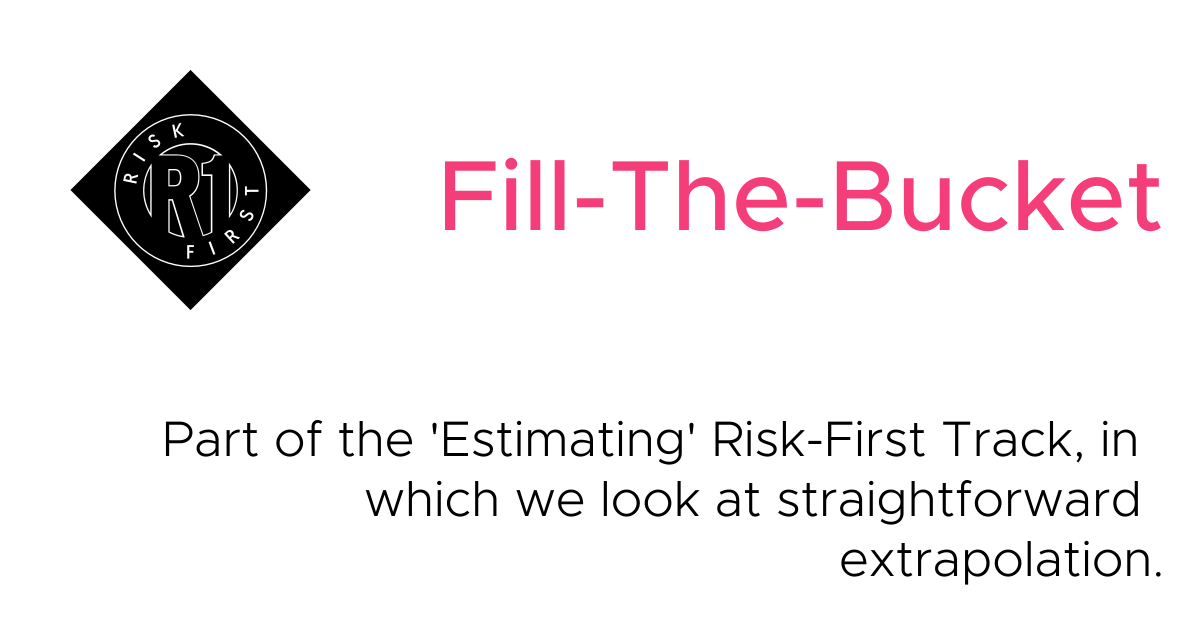 RISK
R1
FIRST
Fill-The-Bucket
Part of the 'Estimating' Risk-First Track, in
which we look at straightforward
extrapolation.